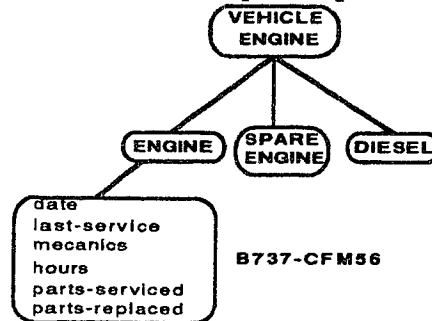 VEHICLE
ENGINE
ENGINE
SPARE
ENGINE
DIESEL
date
last-service
mecanics
hours
parts-serviced
parts-replaced
B737-CFM56